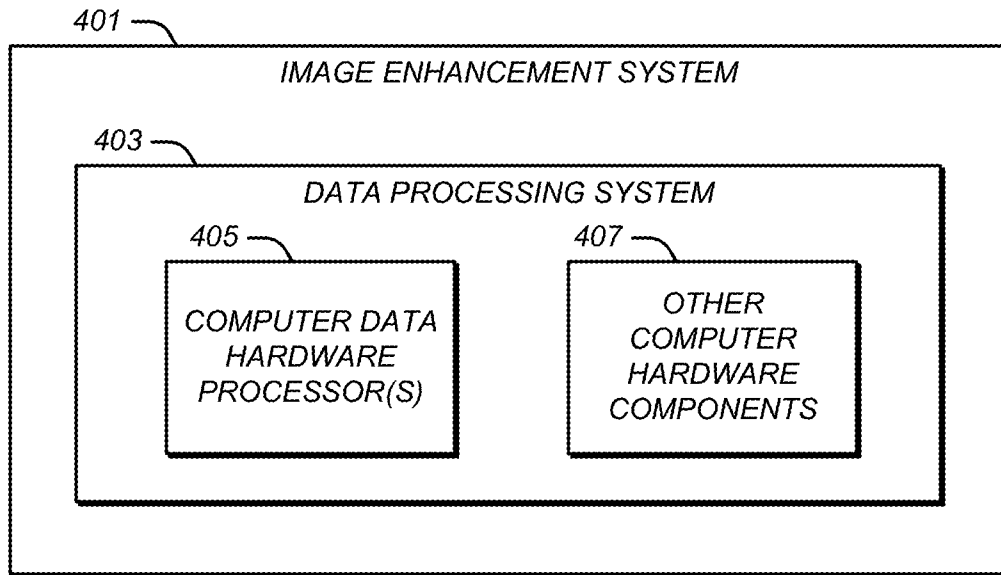 401
IMAGE ENHANCEMENT SYSTEM
403
DATA PROCESSING SYSTEM
405
407
COMPUTER DATA
HARDWARE
PROCESSOR(S)
OTHER
COMPUTER
HARDWARE
COMPONENTS